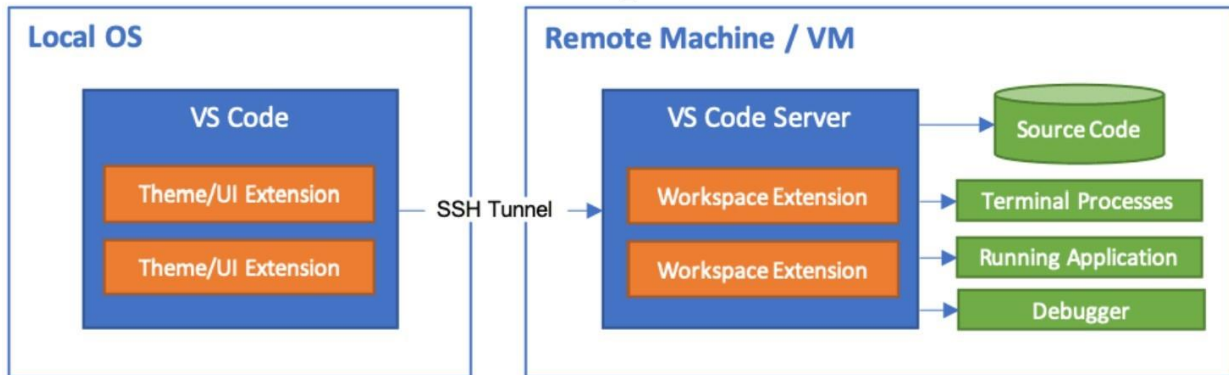 Local OS
VS Code
Theme/UI Extension
Theme/UI Extension
SSH Tunnel
Remote Machine / VM
VS Code Server
Workspace Extension
Workspace Extension
Source Code
Terminal Processes
Running Application
Debugger